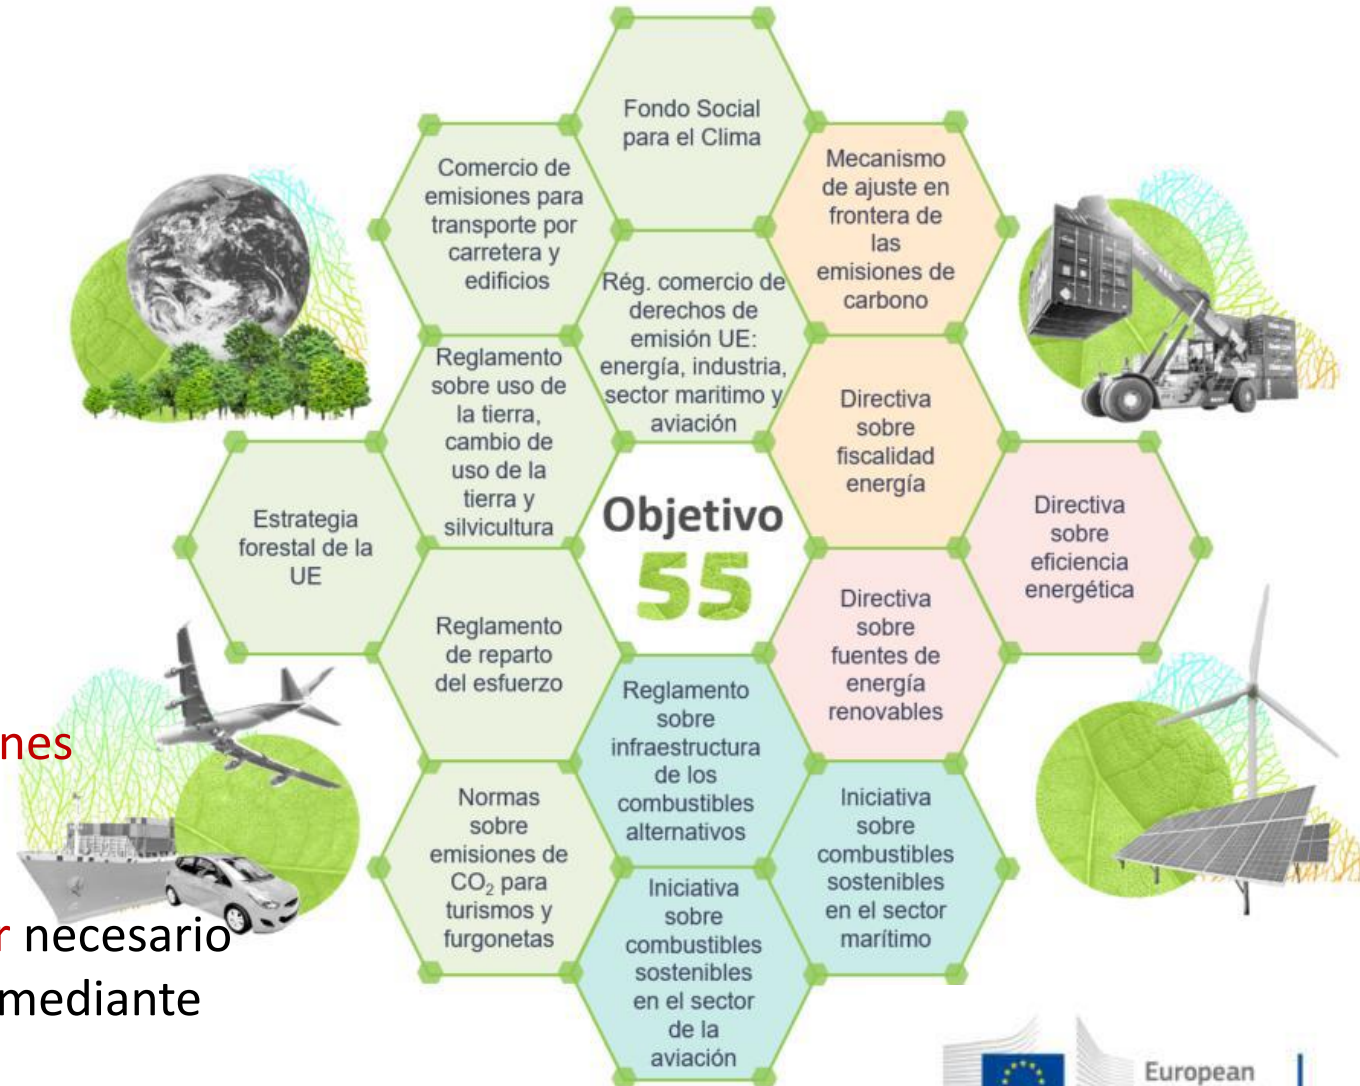 Fondo Social
para el Clima
Comercio de
emisiones para
transporte por
carretera y
edificios
Mecanismo
de ajuste en
frontera de
las
emisiones de
carbono
Rég. comercio de
derechos de
emisión UE:
energía, industria,
sector maritimo y
aviación
Reglamento
sobre uso de
la tierra,
cambio de
uso de la
tierra y
silvicultura
Directiva
sobre
fiscalidad
energía
Estrategia
forestal de la
UE
Objetivo
55
Directiva
sobre
eficiencia
energética
Reglamento
de reparto
del esfuerzo
Directiva
sobre
fuentes de
energía
renovables
Reglamento
sobre
infraestructura
de los
combustibles
alternativos
Normas
sobre
emisiones de
CO₂ para
turismos y
furgonetas
Iniciativa
sobre
combustibles
sostenibles
en el sector
marítimo
Iniciativa
sobre
combustibles
sostenibles
en el sector
de la
aviación
nes
r necesario
mediante
European